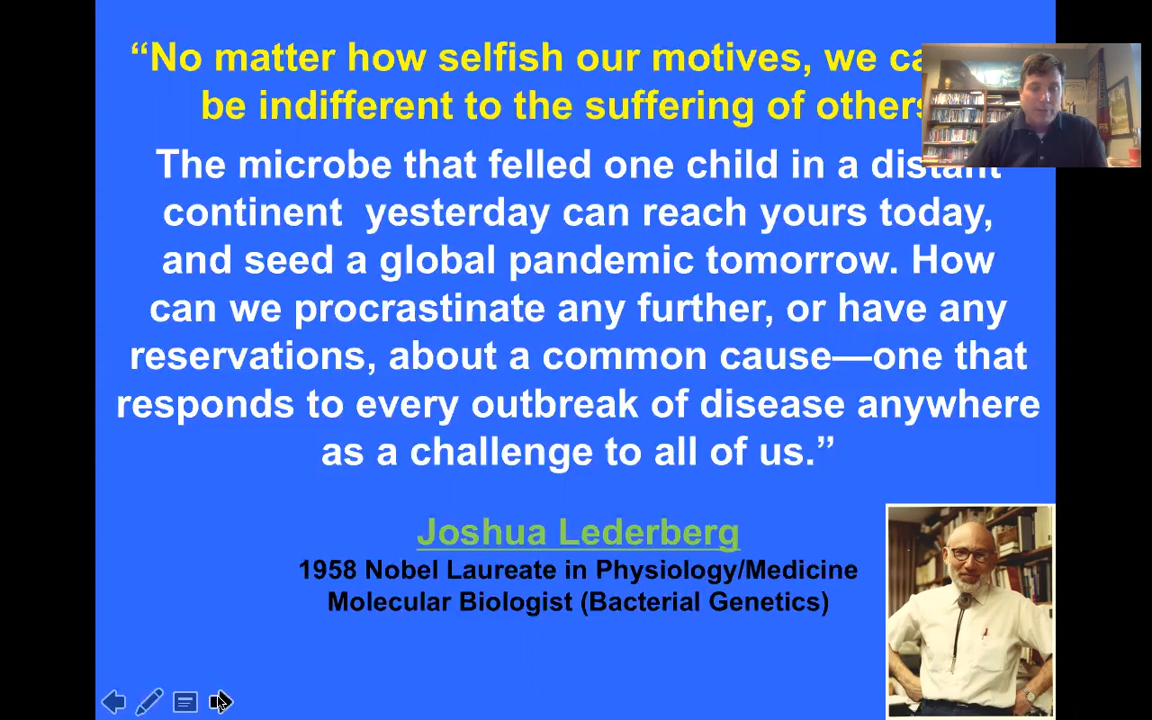 “No matter how selfish our motives, we
be indifferent to the suffering of others
The microbe that felled one child in a distant
continent yesterday can reach yours today,
and seed a global pandemic tomorrow. How
can we procrastinate any further, or have any
reservations, about a common cause—one that
responds to every outbreak of disease anywhere
as a challenge to all of us.”
Joshua Lederberg
1958 Nobel Laureate in Physiology/Medicine
Molecular Biologist (Bacterial Genetics)